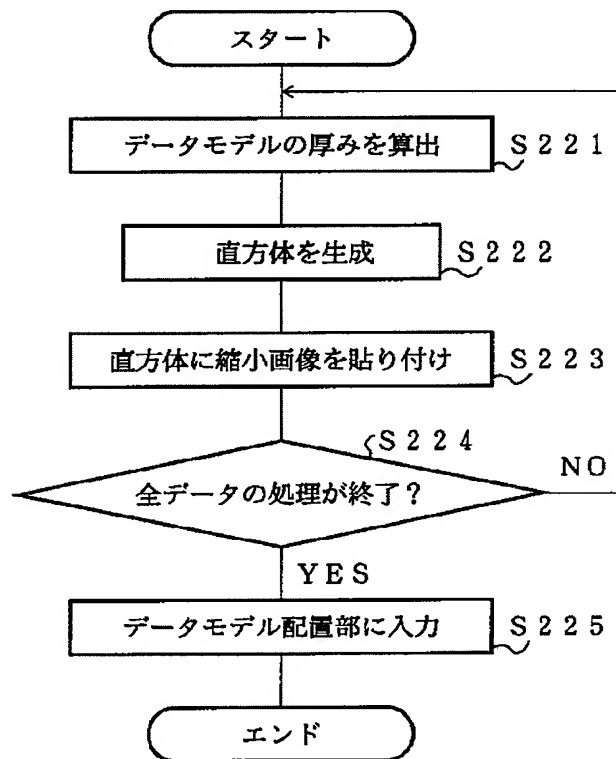 スタート
データモデルの厚みを算出 S221
直方体を生成 S222
直方体に縮小画像を貼り付け S223
S224
全データの処理が終了？ NO
YES
データモデル配置部に入力 S225
エンド